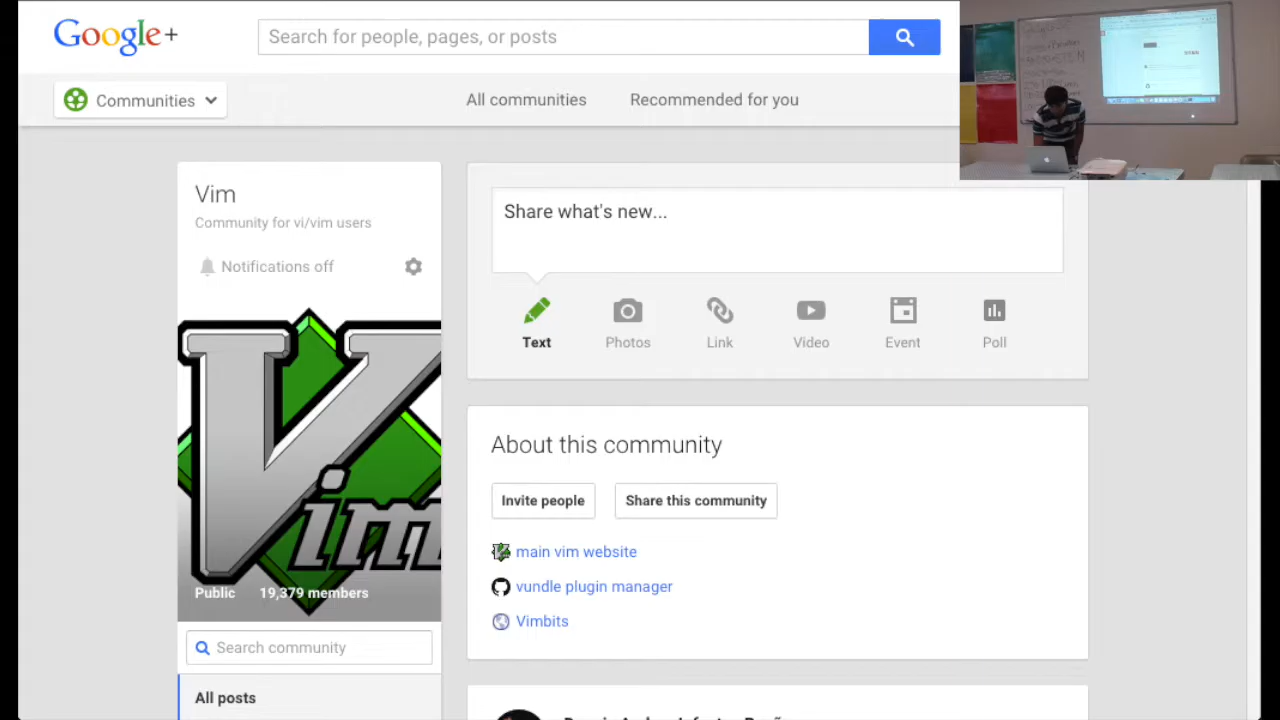 Google+
Search for people, pages, or posts
Communities
All communities
Recommended for you
Vim
Community for vi/vim users
Notifications off
Vim
Public 19,379 members
Search community
All posts
Share what's new...
Text Photos Link Video Event Poll
About this community
Invite people Share this community
main vim website
vundle plugin manager
Vimbits